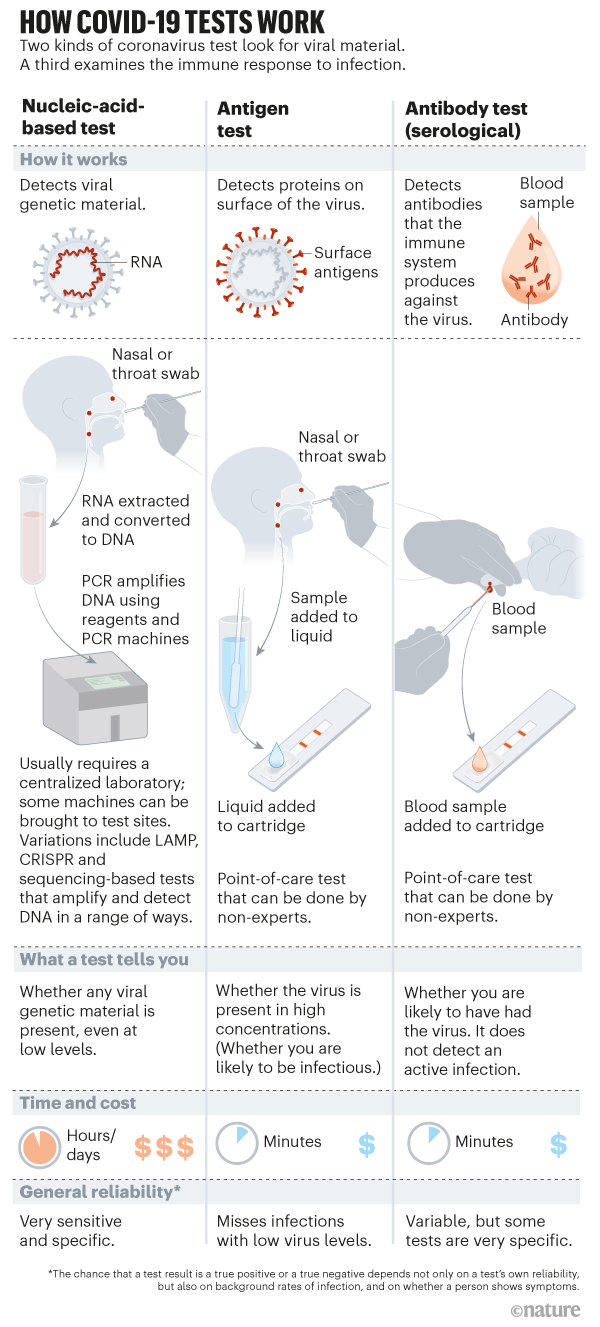 HOW COVID-19 TESTS WORK
Two kinds of coronavirus test look for viral material.
A third examines the immune response to infection.
Nucleic-acid-
based test
Antigen
test
Antibody test
(serological)
How it works
Detects viral
genetic material.
RNA
Detects proteins on
surface of the virus.
Surface
antigens
Detects
antibodies
that the
immune
system
produces
against
the virus.
Blood
sample
Antibody
Nasal or
throat swab
RNA extracted
and converted
to DNA
PCR amplifies
DNA using
reagents and
PCR machines
Usually requires a
centralized laboratory;
some machines can be
brought to test sites.
Variations include LAMP,
CRISPR and
sequencing-based tests
that amplify and detect
DNA in a range of ways.
Nasal or
throat swab
Sample
added to
liquid
Liquid added
to cartridge
Point-of-care test
that can be done by
non-experts.
Blood
sample
Blood sample
added to cartridge
Point-of-care test
that can be done by
non-experts.
What a test tells you
Whether any viral
genetic material is
present, even at
low levels.
Whether the virus is
present in high
concentrations.
(Whether you are
likely to be infectious.)
Whether you are
likely to have had
the virus. It does
not detect an
active infection.
Time and cost
Hours/
days
$ $ $
Minutes
$
Minutes
$
General reliability*
Very sensitive
and specific.
Misses infections
with low virus levels.
Variable, but some
tests are very specific.
*The chance that a test result is a true positive or a true negative depends not only on a test's own reliability,
but also on background rates of infection, and on whether a person shows symptoms.
©nature